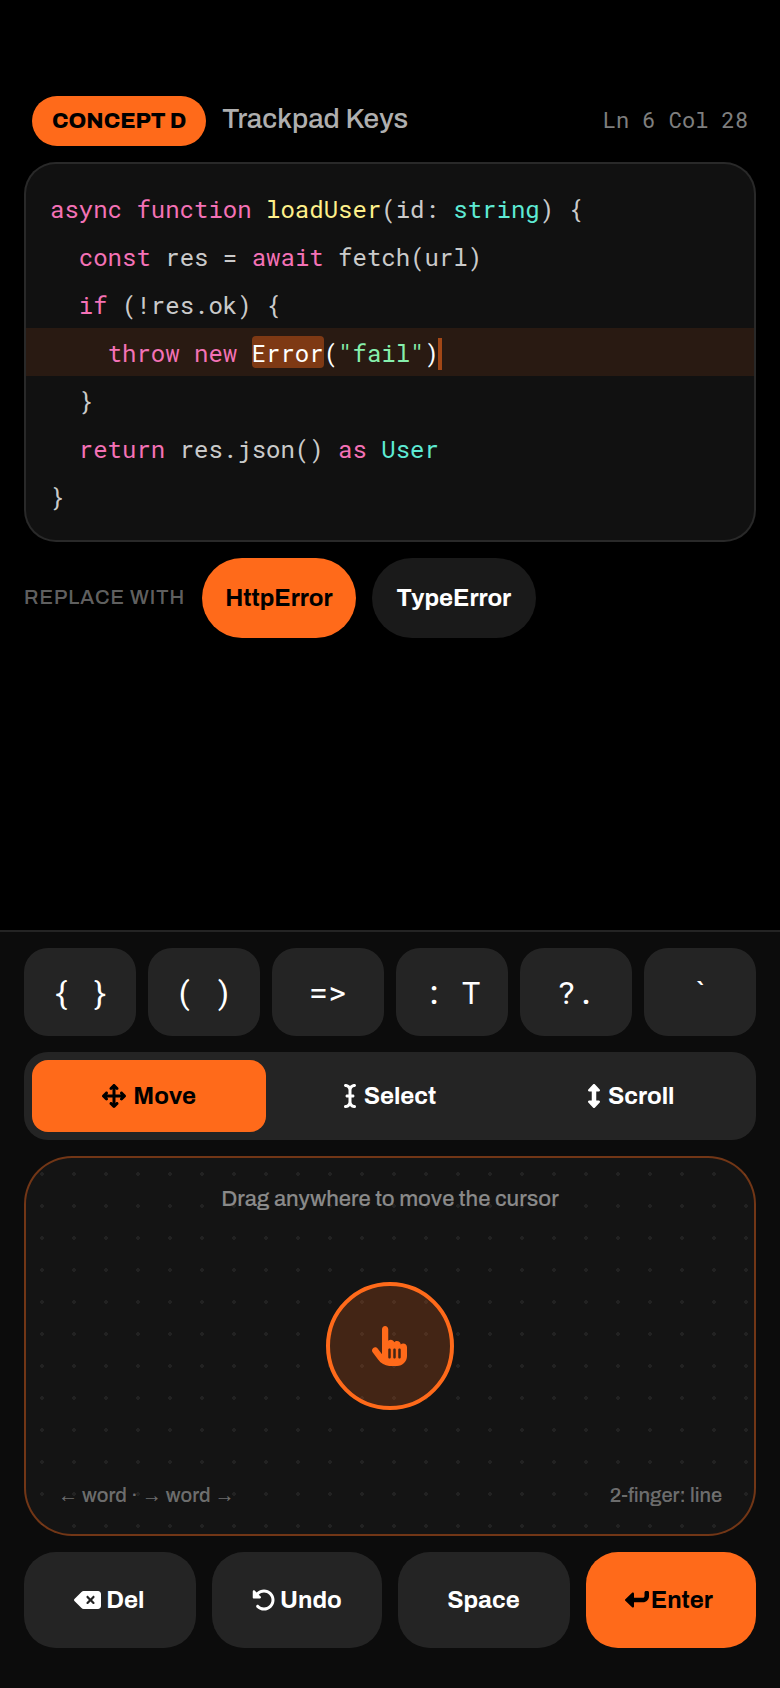 CONCEPT D Trackpad Keys Ln 6 Col 28
async function loadUser(id: string) {
  const res = await fetch(url)
  if (!res.ok) {
    throw new Error("fail")
  }
  return res.json() as User
}
REPLACE WITH HttpError TypeError
{ } ( ) => : T ?. `
Move Select Scroll
Drag anywhere to move the cursor
← word · → word → 2-finger: line
Del Undo Space Enter